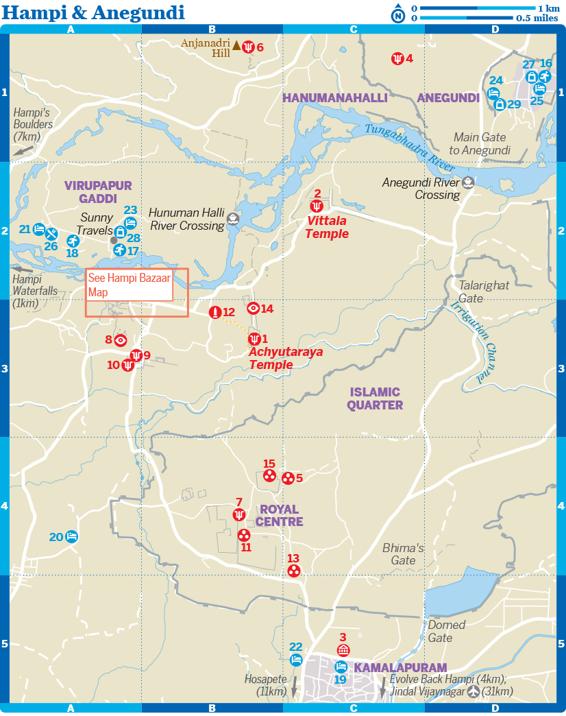 Hampi & Anegundi
N
0 1 km
0 0.5 miles
A B C D
Anjanadri
Hill
6
4
27 16
24
29 25
1 1
HANUMANAHALLI
ANEGUNDI
Hampi's
Boulders
(7km)
Tungabhadra River
Main Gate
to Anegundi
Anegundi River
Crossing
VIRUPAPUR
GADDI
2
Vittala
Temple
Sunny
Travels
23
Hunuman Halli
River Crossing
21
26 18
28
17
2 2
Hampi
Waterfalls
(1km)
See Hampi Bazaar
Map
Talarighat
Gate
12
14
Irrigation Channel
8
9
10
1
Achyutaraya
Temple
3 3
ISLAMIC
QUARTER
15
5
7
ROYAL
CENTRE
4 4
20
11
Bhima's
Gate
13
Domed
Gate
5 5
22
3
KAMALAPURAM
19
Hosapete
(11km)
Evolve Back Hampi (4km),
Jindal Vijaynagar (31km)
A B C D